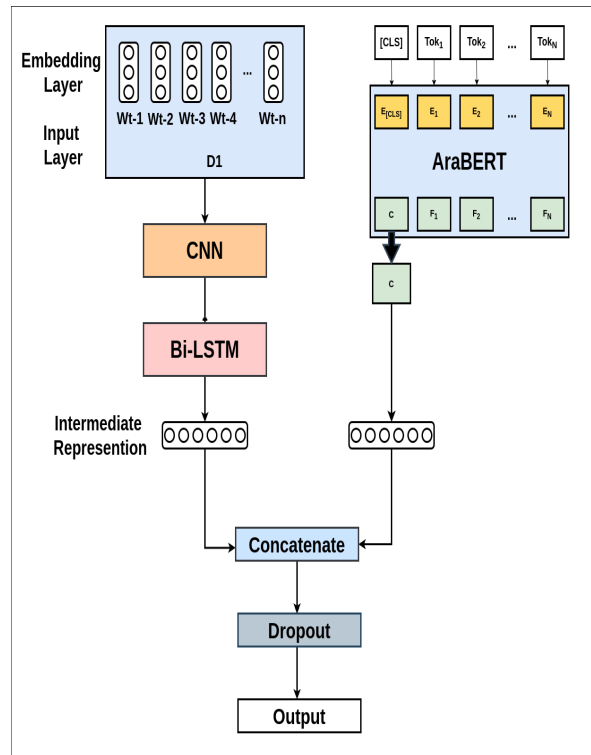 Embedding
Layer
Input
Layer
...
Wt-1 Wt-2 Wt-3 Wt-4 Wt-n
D1
CNN
Bi-LSTM
Intermediate
Represention
[CLS] Tok1 Tok2 ... TokN
E[CLS] E1 E2 ... EN
AraBERT
C F1 F2 ... FN
C
Concatenate
Dropout
Output